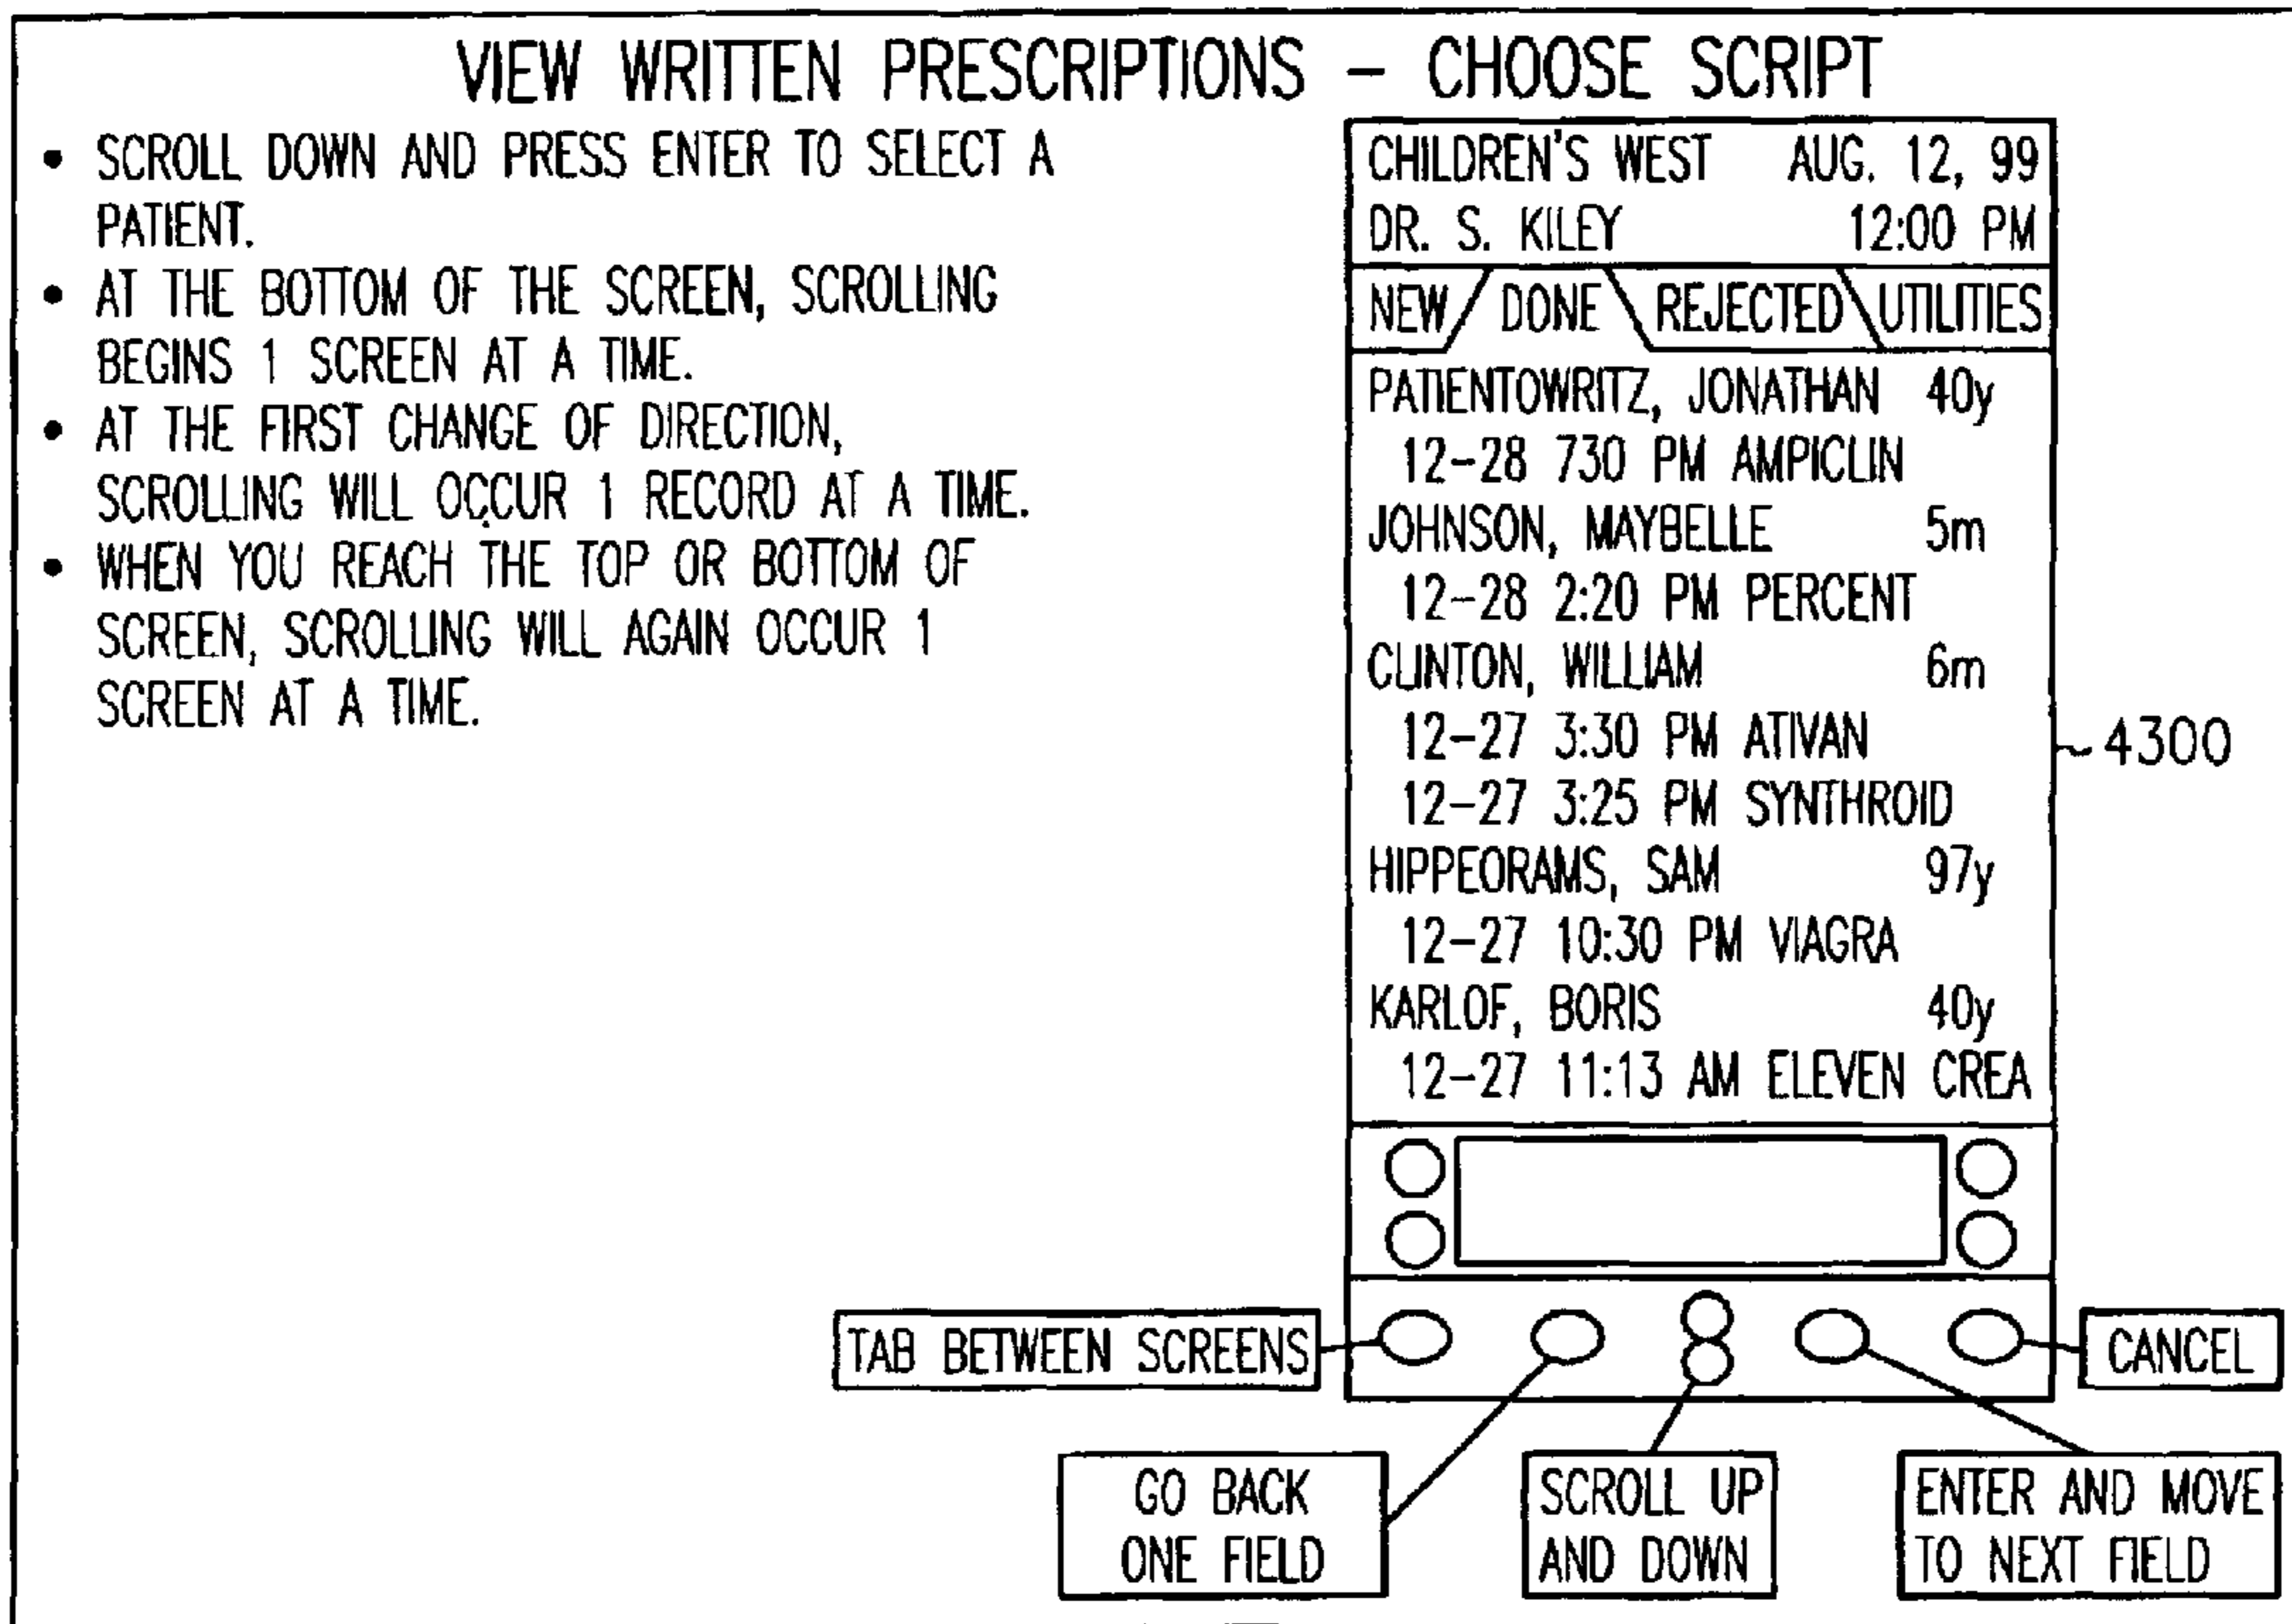 VIEW WRITTEN PRESCRIPTIONS – CHOOSE SCRIPT
• SCROLL DOWN AND PRESS ENTER TO SELECT A
PATIENT.
• AT THE BOTTOM OF THE SCREEN, SCROLLING
BEGINS 1 SCREEN AT A TIME.
• AT THE FIRST CHANGE OF DIRECTION,
SCROLLING WILL OCCUR 1 RECORD AT A TIME.
• WHEN YOU REACH THE TOP OR BOTTOM OF
SCREEN, SCROLLING WILL AGAIN OCCUR 1
SCREEN AT A TIME.
CHILDREN'S WEST AUG. 12, 99
DR. S. KILEY 12:00 PM
NEW DONE REJECTED UTILITIES
PATIENTOWRITZ, JONATHAN 40y
12-28 730 PM AMPICLIN
JOHNSON, MAYBELLE 5m
12-28 2:20 PM PERCENT
CLINTON, WILLIAM 6m
12-27 3:30 PM ATIVAN
12-27 3:25 PM SYNTHROID
HIPPEORAMS, SAM 97y
12-27 10:30 PM VIAGRA
KARLOF, BORIS 40y
12-27 11:13 AM ELEVEN CREA
4300
TAB BETWEEN SCREENS
CANCEL
GO BACK
ONE FIELD
SCROLL UP
AND DOWN
ENTER AND MOVE
TO NEXT FIELD